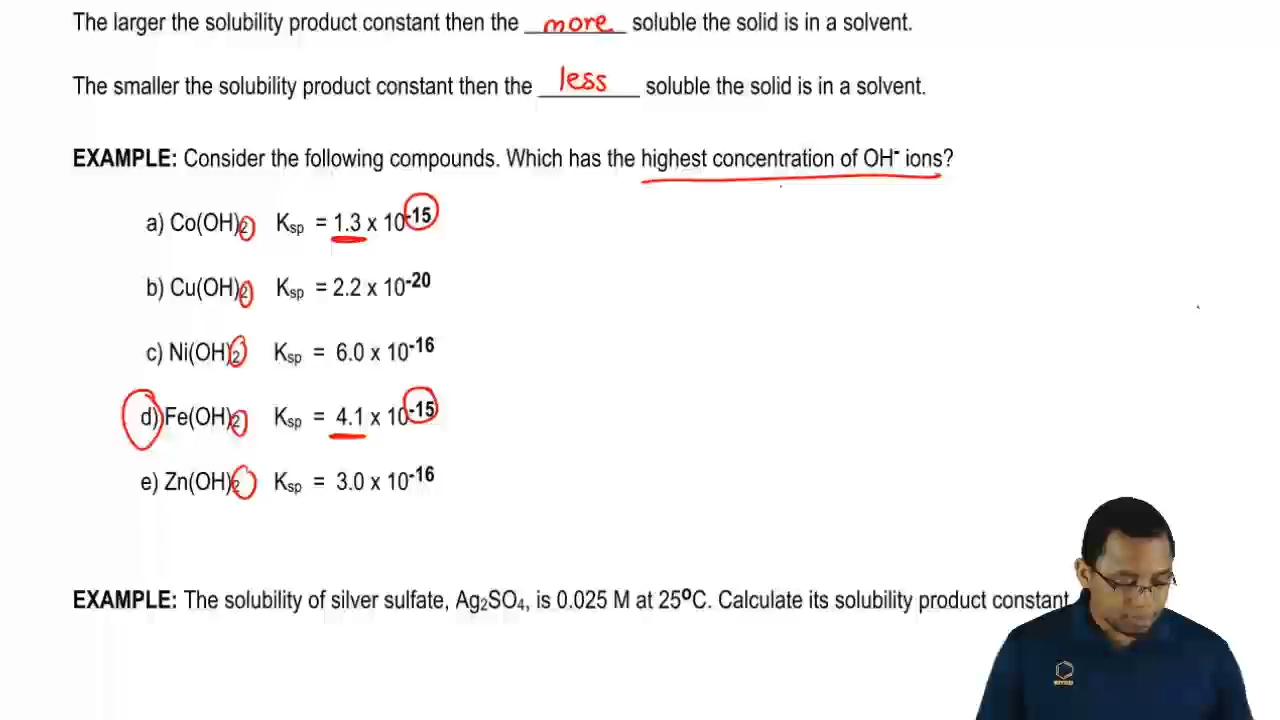 The larger the solubility product constant then the more soluble the solid is in a solvent.
The smaller the solubility product constant then the less soluble the solid is in a solvent.
EXAMPLE: Consider the following compounds. Which has the highest concentration of OH⁻ ions?
a) Co(OH)₂ Kₛₚ = 1.3 x 10⁻¹⁵
b) Cu(OH)₂ Kₛₚ = 2.2 x 10⁻²⁰
c) Ni(OH)₂ Kₛₚ = 6.0 x 10⁻¹⁶
d) Fe(OH)₂ Kₛₚ = 4.1 x 10⁻¹⁵
e) Zn(OH)₂ Kₛₚ = 3.0 x 10⁻¹⁶
EXAMPLE: The solubility of silver sulfate, Ag₂SO₄, is 0.025 M at 25⁰C. Calculate its solubility product constant